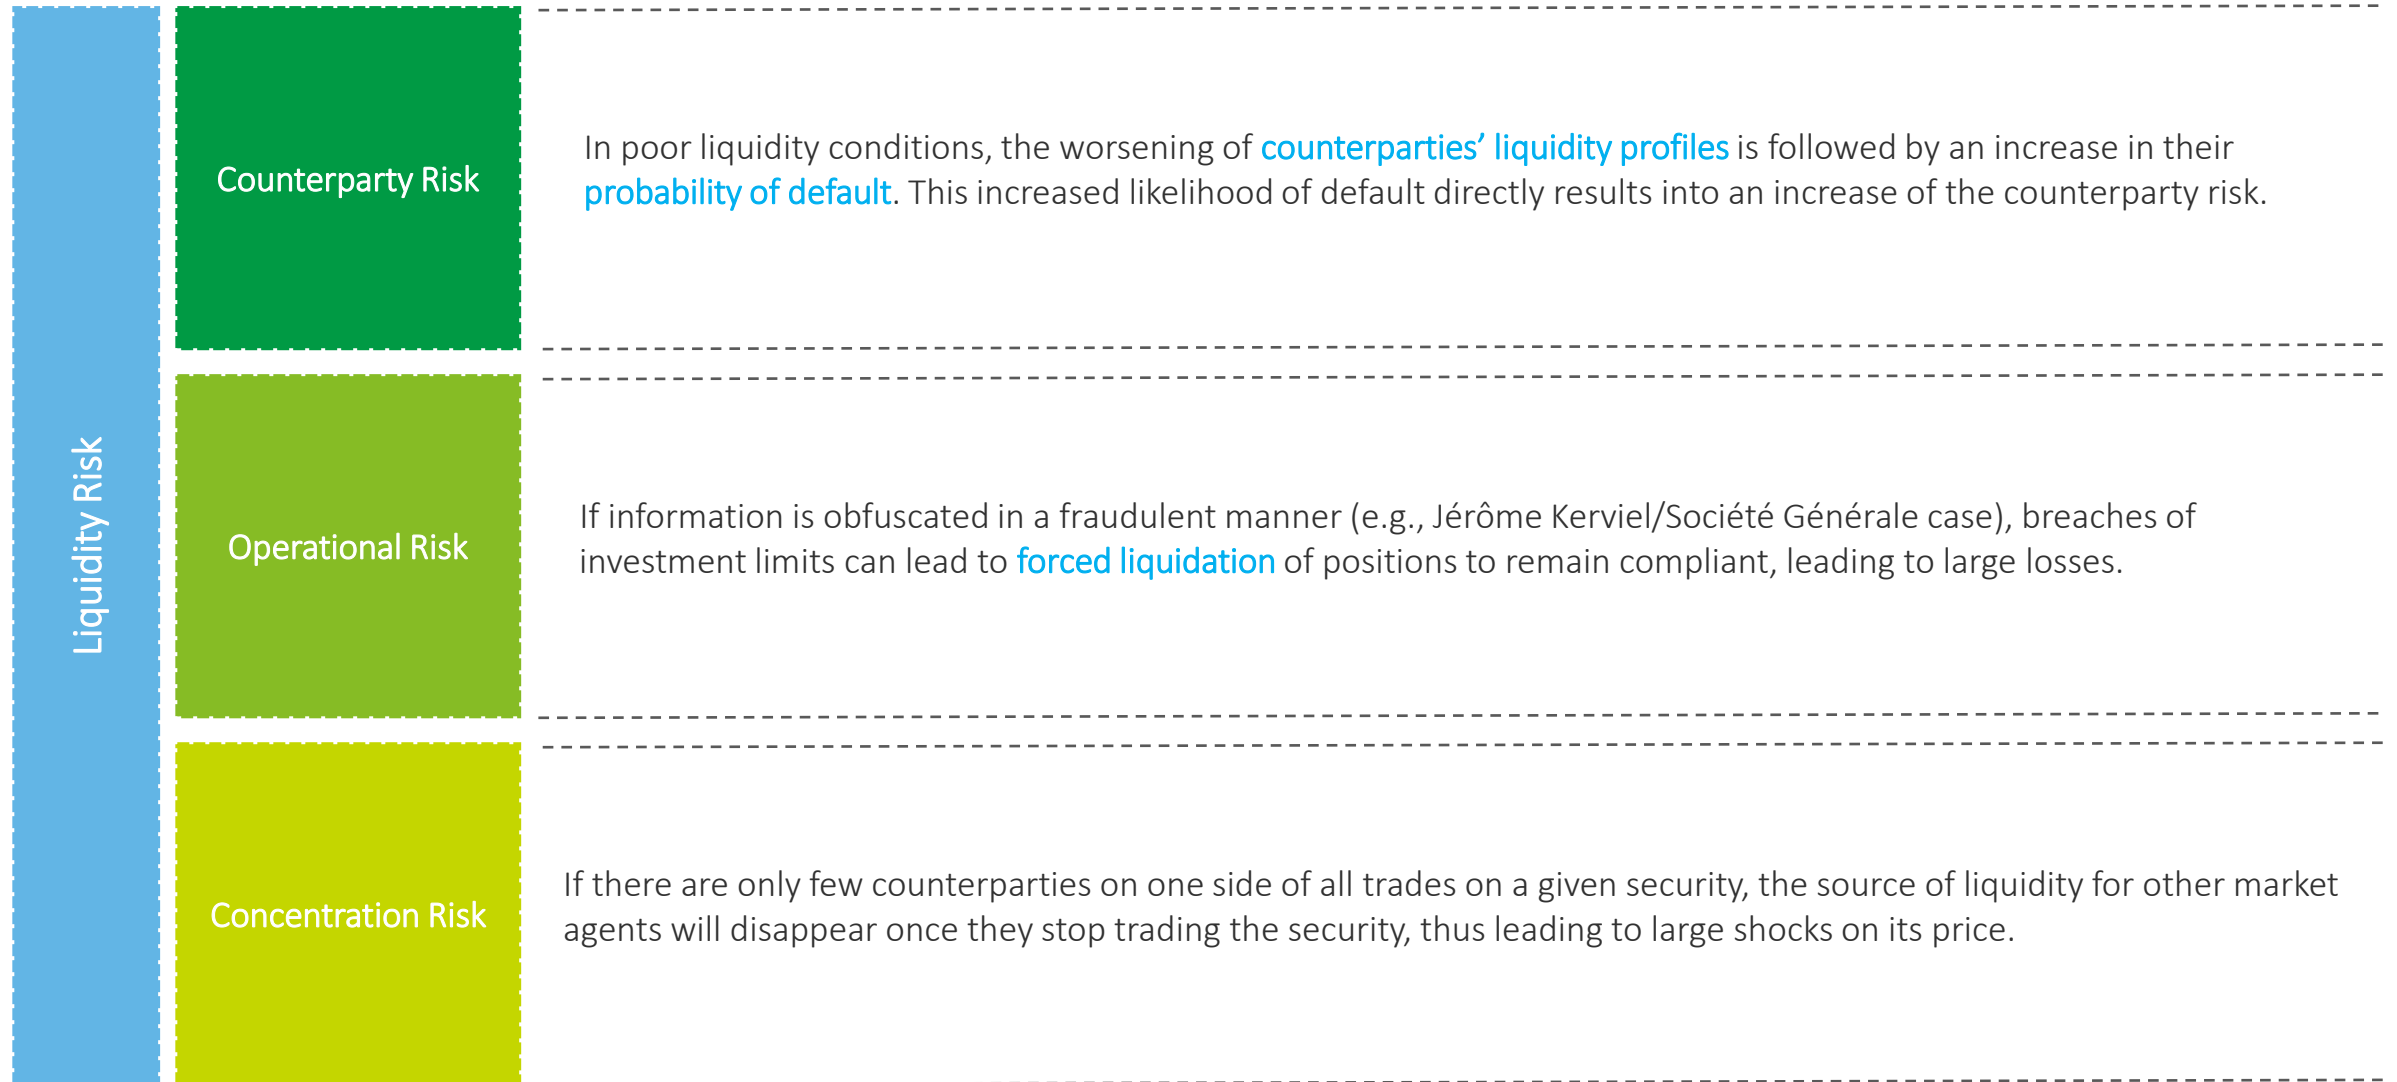 Liquidity Risk
Counterparty Risk
In poor liquidity conditions, the worsening of counterparties’ liquidity profiles is followed by an increase in their
probability of default. This increased likelihood of default directly results into an increase of the counterparty risk.
Operational Risk
If information is obfuscated in a fraudulent manner (e.g., Jérôme Kerviel/Société Générale case), breaches of
investment limits can lead to forced liquidation of positions to remain compliant, leading to large losses.
Concentration Risk
If there are only few counterparties on one side of all trades on a given security, the source of liquidity for other market
agents will disappear once they stop trading the security, thus leading to large shocks on its price.